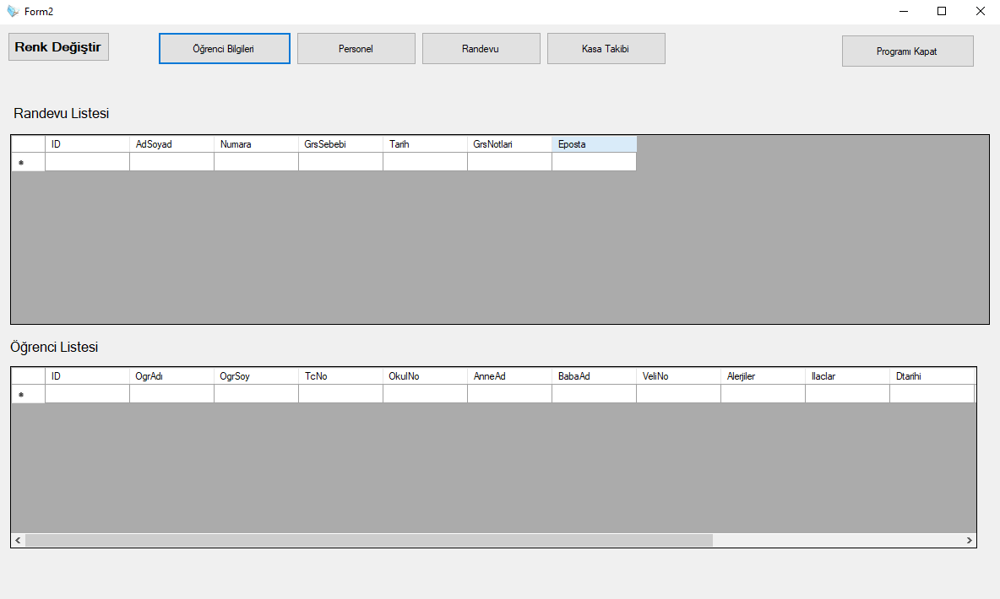 Form2
Renk Değiştir
Öğrenci Bilgileri
Personel
Randevu
Kasa Takibi
Programı Kapat
Randevu Listesi
ID AdSoyad Numara GrsSebebi Tarih GrsNotlari Eposta
Öğrenci Listesi
ID OgrAdı OgrSoy TcNo OkulNo AnneAd BabaAd VeliNo Alerjiler Ilaclar Dtarihi